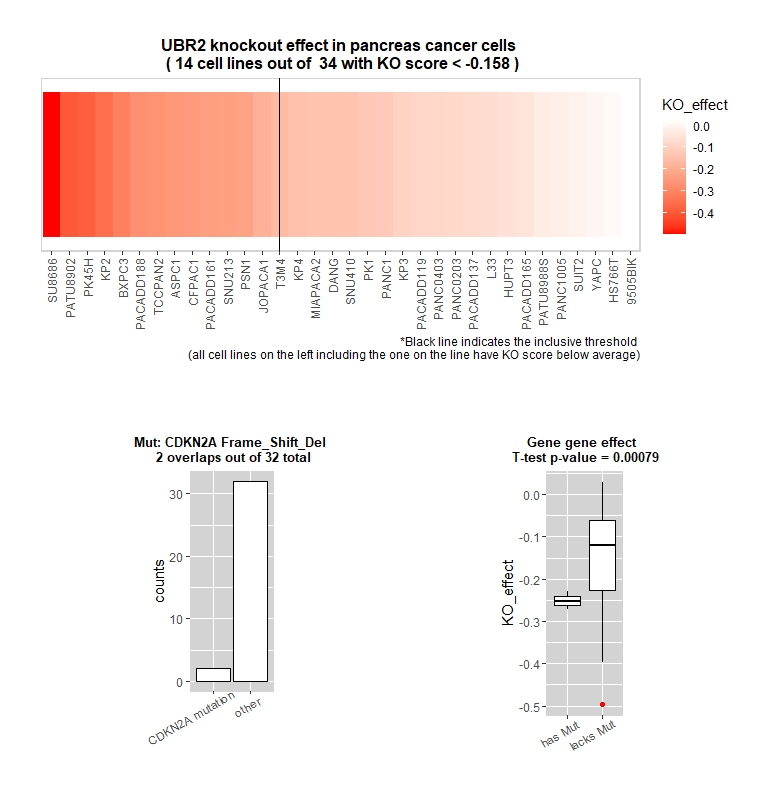 UBR2 knockout effect in pancreas cancer cells
( 14 cell lines out of  34 with KO score < -0.158 )
KO_effect
0.0
-0.1
-0.2
-0.3
-0.4
SU8686
PATU8902
PK45H
KP2
BXPC3
PACADD188
TCCPAN2
ASPC1
CFPAC1
PACADD161
SNU213
PSN1
JOPACA1
T3M4
KP4
MIAPACA2
DANG
SNU410
PK1
PANC1
KP3
PACADD119
PANC0403
PANC0203
PACADD137
L33
HUPT3
PACADD165
PATU8988S
PANC1005
SUIT2
YAPC
HS766T
9505BIK
*Black line indicates the inclusive threshold
(all cell lines on the left including the one on the line have KO score below average)
Mut: CDKN2A Frame_Shift_Del
2 overlaps out of 32 total
counts
30
20
10
0
CDKN2A mutation
other
Gene gene effect
T-test p-value = 0.00079
KO_effect
0.0
-0.1
-0.2
-0.3
-0.4
-0.5
has Mut
lacks Mut